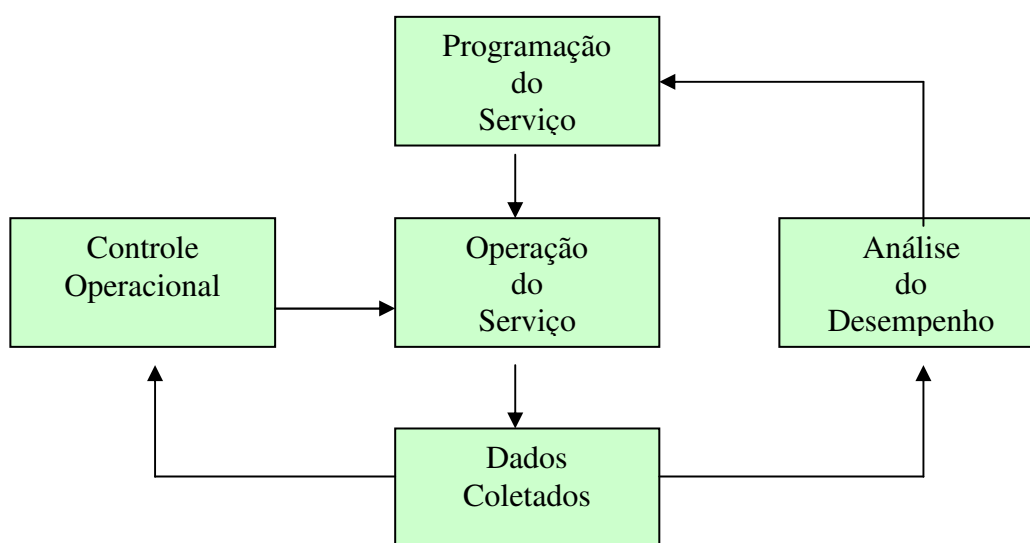 Programação
do
Serviço
Controle
Operacional
Operação
do
Serviço
Análise
do
Desempenho
Dados
Coletados